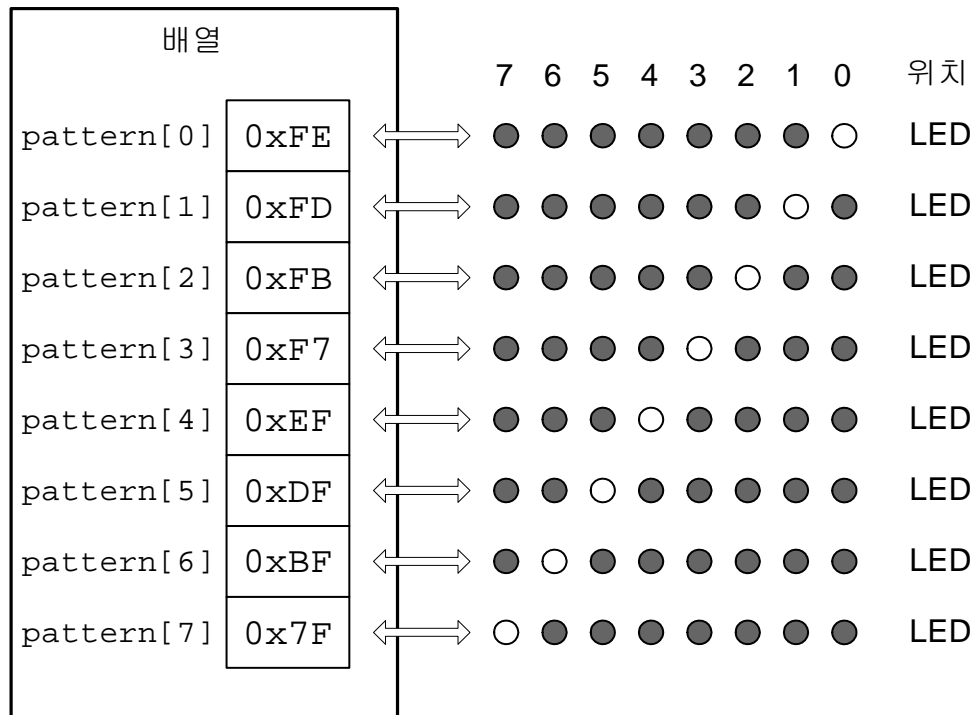 배열
7 6 5 4 3 2 1 0 위치
pattern[0] 0xFE LED
pattern[1] 0xFD LED
pattern[2] 0xFB LED
pattern[3] 0xF7 LED
pattern[4] 0xEF LED
pattern[5] 0xDF LED
pattern[6] 0xBF LED
pattern[7] 0x7F LED